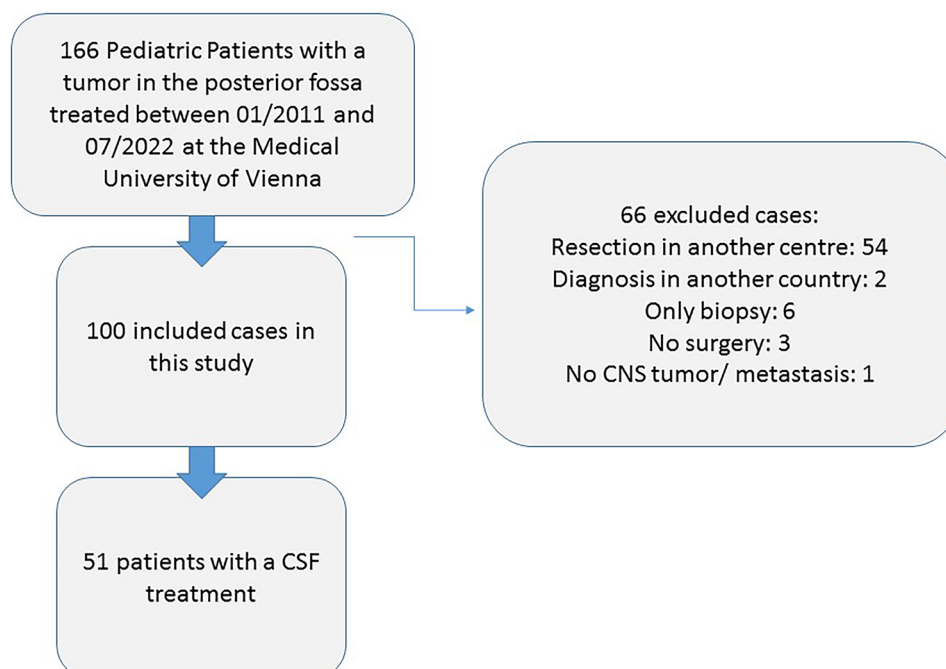 166 Pediatric Patients with a
tumor in the posterior fossa
treated between 01/2011 and
07/2022 at the Medical
University of Vienna
66 excluded cases:
Resection in another centre: 54
Diagnosis in another country: 2
Only biopsy: 6
No surgery: 3
No CNS tumor/ metastasis: 1
100 included cases in
this study
51 patients with a CSF
treatment